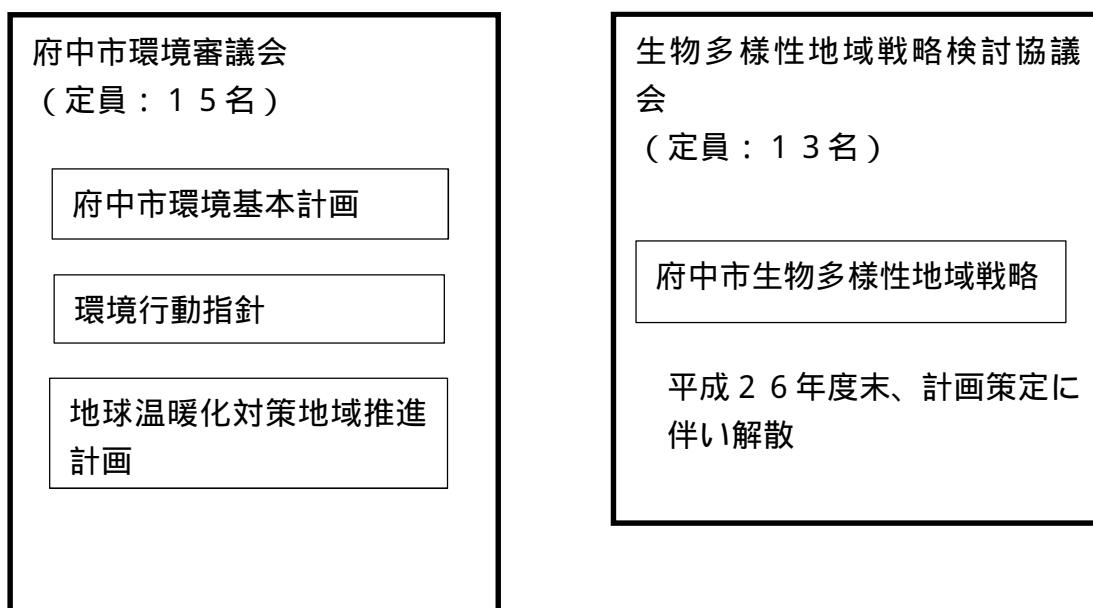 府中市環境審議会
（定員：１５名）
府中市環境基本計画
環境行動指針
地球温暖化対策地域推進
計画
生物多様性地域戦略検討協議
会
（定員：１３名）
府中市生物多様性地域戦略
平成２６年度末、計画策定に
伴い解散